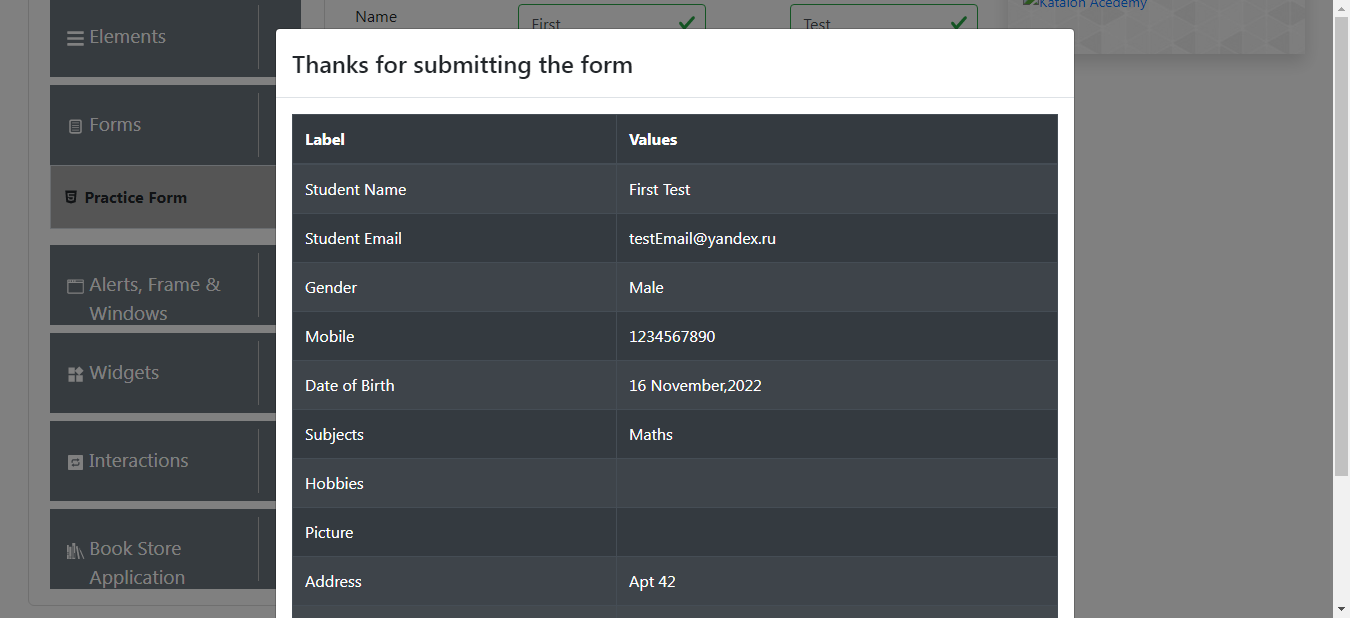 Name
First
Test
Katalon Acedemy
Elements
Forms
Practice Form
Alerts, Frame &
Windows
Widgets
Interactions
Book Store
Application
Thanks for submitting the form
Label Values
Student Name First Test
Student Email testEmail@yandex.ru
Gender Male
Mobile 1234567890
Date of Birth 16 November,2022
Subjects Maths
Hobbies
Picture
Address Apt 42